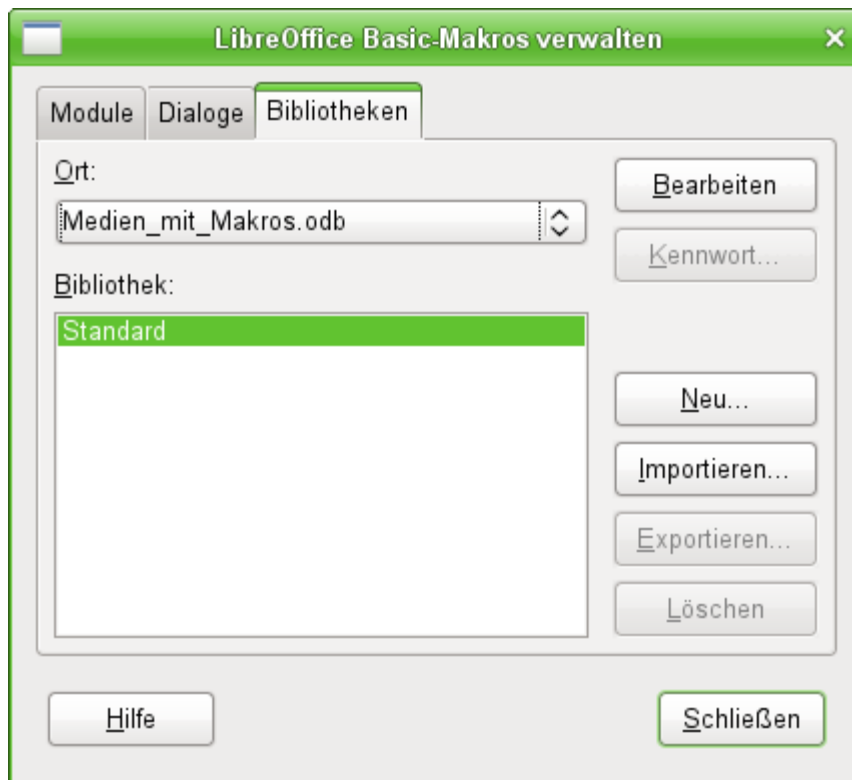 LibreOffice Basic-Makros verwalten
Module Dialoge Bibliotheken
Ort:
Medien_mit_Makros.odb
Bibliothek:
Standard
Bearbeiten
Kennwort...
Neu...
Importieren...
Exportieren...
Löschen
Hilfe
Schließen